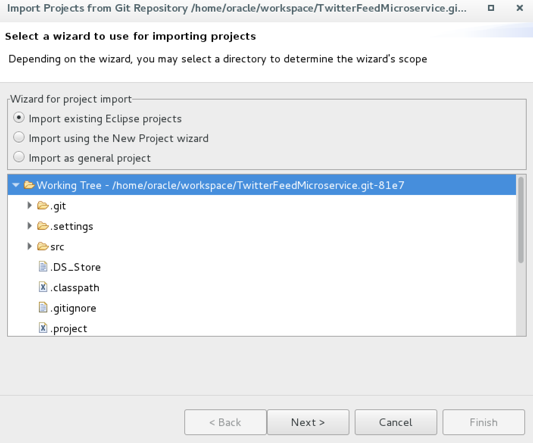 Import Projects from Git Repository /home/oracle/workspace/TwitterFeedMicroservice.gi...
Select a wizard to use for importing projects
Depending on the wizard, you may select a directory to determine the wizard's scope
Wizard for project import
Import existing Eclipse projects
Import using the New Project wizard
Import as general project
Working Tree - /home/oracle/workspace/TwitterFeedMicroservice.git-81e7
.git
.settings
src
.DS_Store
.classpath
.gitignore
.project
< Back Next > Cancel Finish